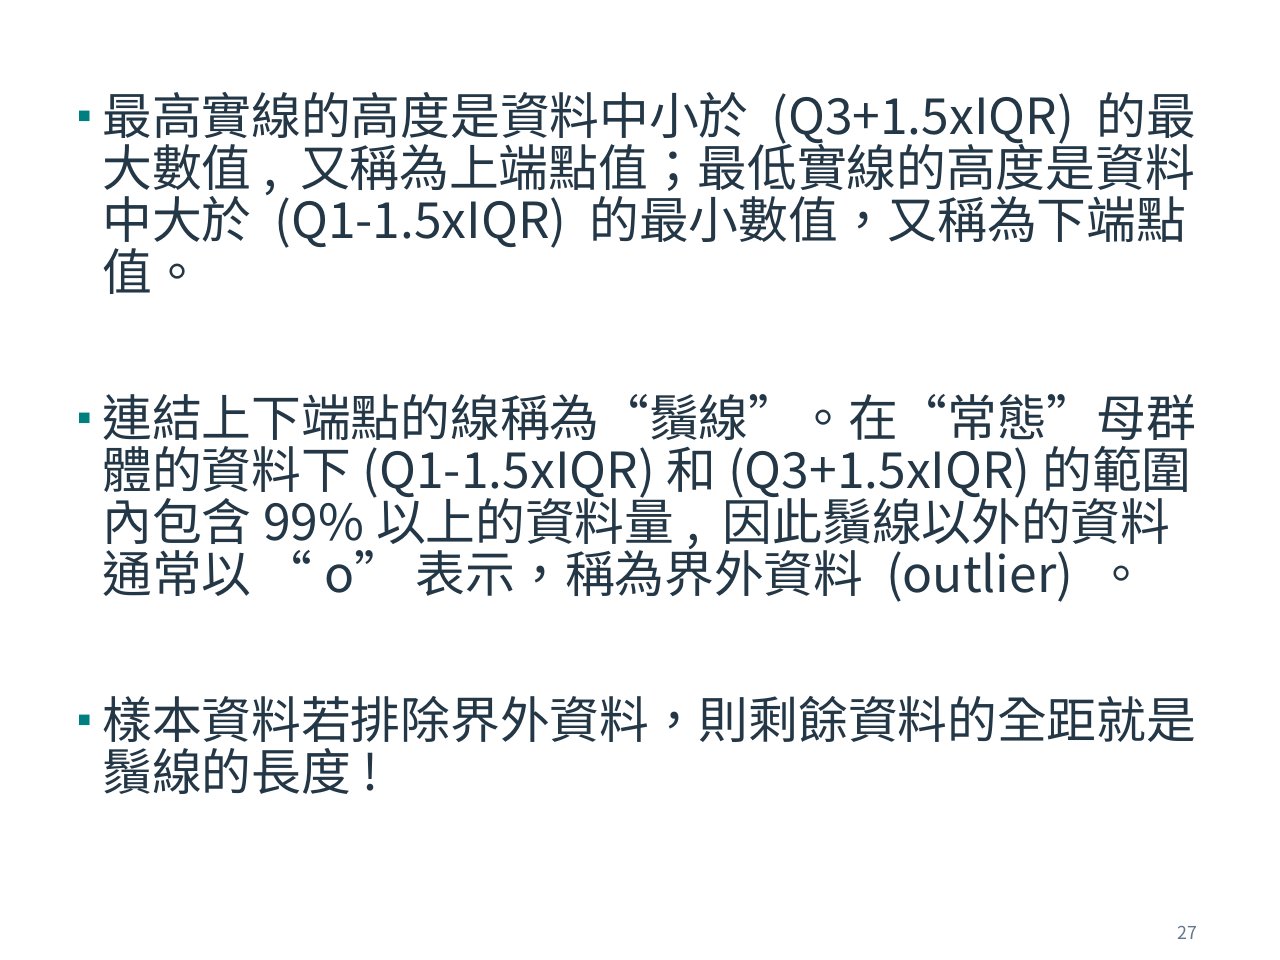 ▪最高實線的高度是資料中小於 (Q3+1.5xIQR) 的最
大數值 , 又稱為上端點值；最低實線的高度是資料
中大於 (Q1-1.5xIQR) 的最小數值，又稱為下端點
值。
▪連結上下端點的線稱為 “鬚線” 。在 “常態” 母群
體的資料下 (Q1-1.5xIQR) 和 (Q3+1.5xIQR) 的範圍
內包含 99% 以上的資料量 , 因此鬚線以外的資料
通常以 “ o” 表示，稱為界外資料 (outlier) 。
▪樣本資料若排除界外資料，則剩餘資料的全距就是
鬚線的長度 !
27